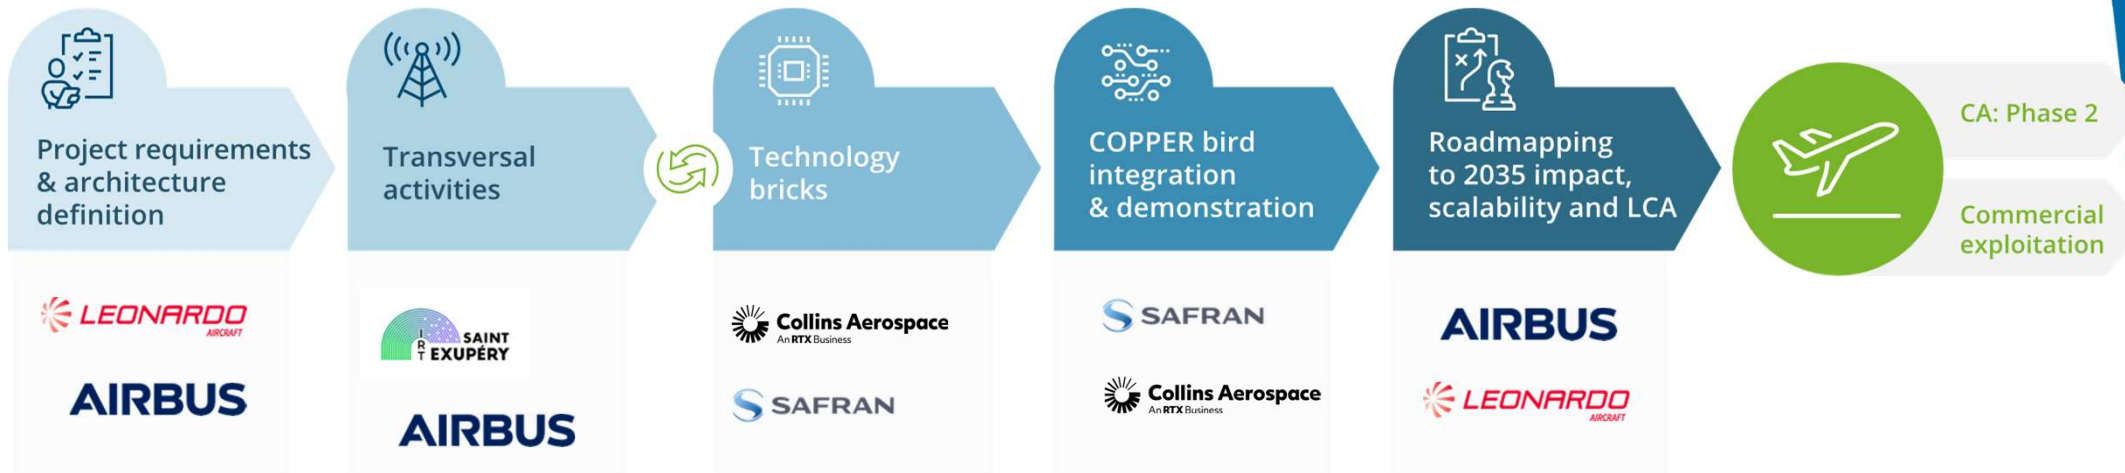 Project requirements
& architecture
definition
Transversal
activities
Technology
bricks
COPPER bird
integration
& demonstration
Roadmapping
to 2035 impact,
scalability and LCA
CA: Phase 2
Commercial
exploitation
LEONARDO
AIRCRAFT
AIRBUS
IRT
SAINT
EXUPÉRY
AIRBUS
Collins Aerospace
An RTX Business
SAFRAN
SAFRAN
Collins Aerospace
An RTX Business
AIRBUS
LEONARDO
AIRCRAFT